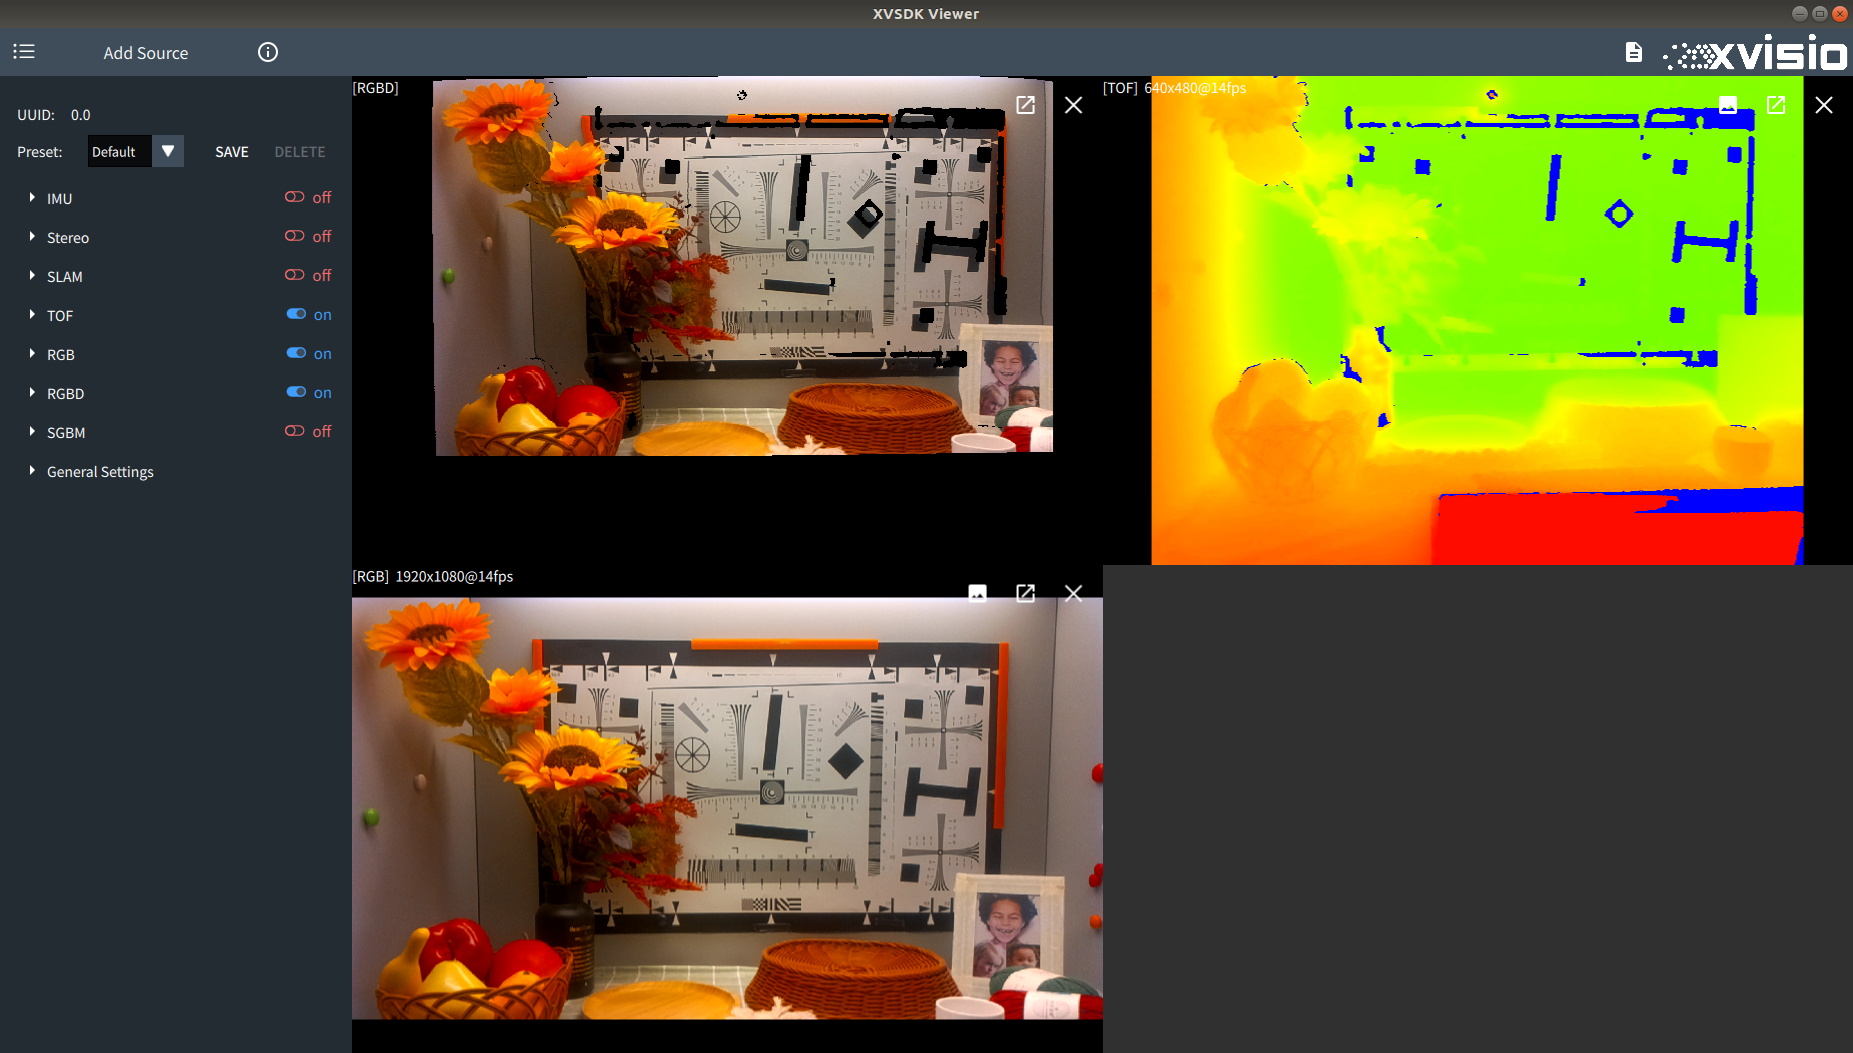 XVSDK Viewer
Add Source
xvisio
UUID: 0.0
Preset: Default SAVE DELETE
IMU off
Stereo off
SLAM off
TOF on
RGB on
RGBD on
SGBM off
General Settings
[RGBD]
[TOF] 640x480@14fps
[RGB] 1920x1080@14fps